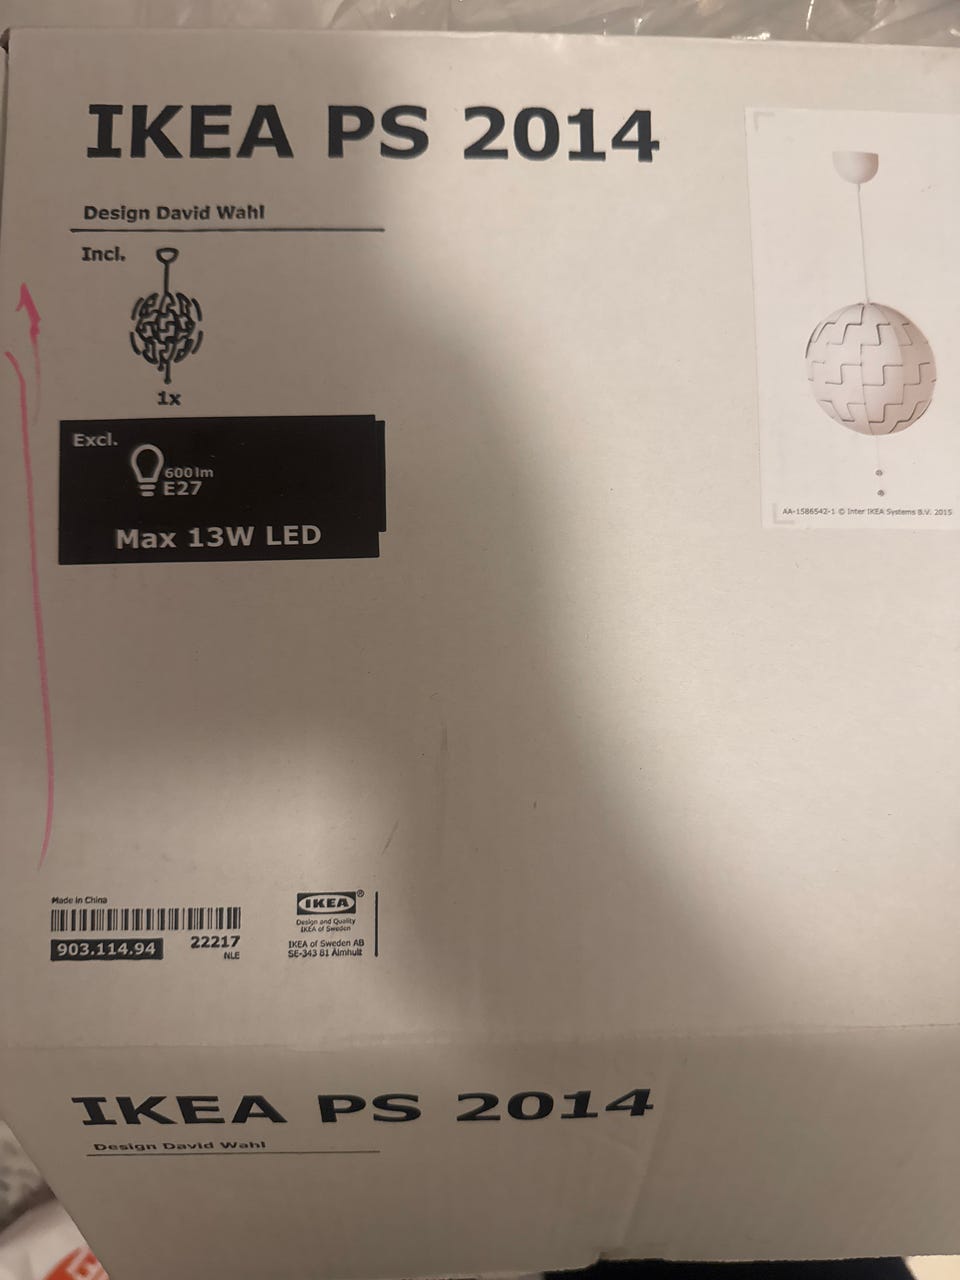 IKEA PS 2014
Design David Wahl
Incl.
1x
Excl.
600lm
E27
Max 13W LED
AA-1586542-1 © Inter IKEA Systems B.V. 2015
Made in China
903.114.94
22217
NLE
IKEA®
Design and Quality
IKEA of Sweden
IKEA of Sweden AB
SE-343 81 Älmhult
IKEA PS 2014
Design David Wahl